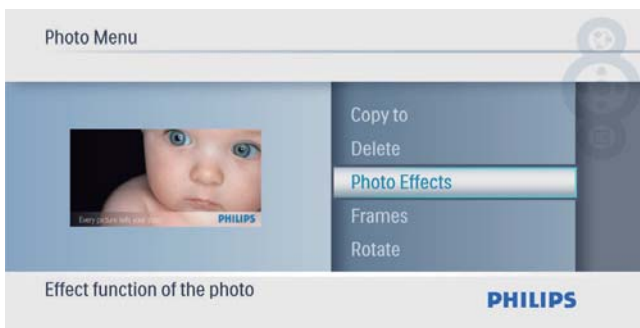 Photo Menu
Copy to
Delete
Photo Effects
Frames
Rotate
Every picture tells your story
PHILIPS
Effect function of the photo
PHILIPS